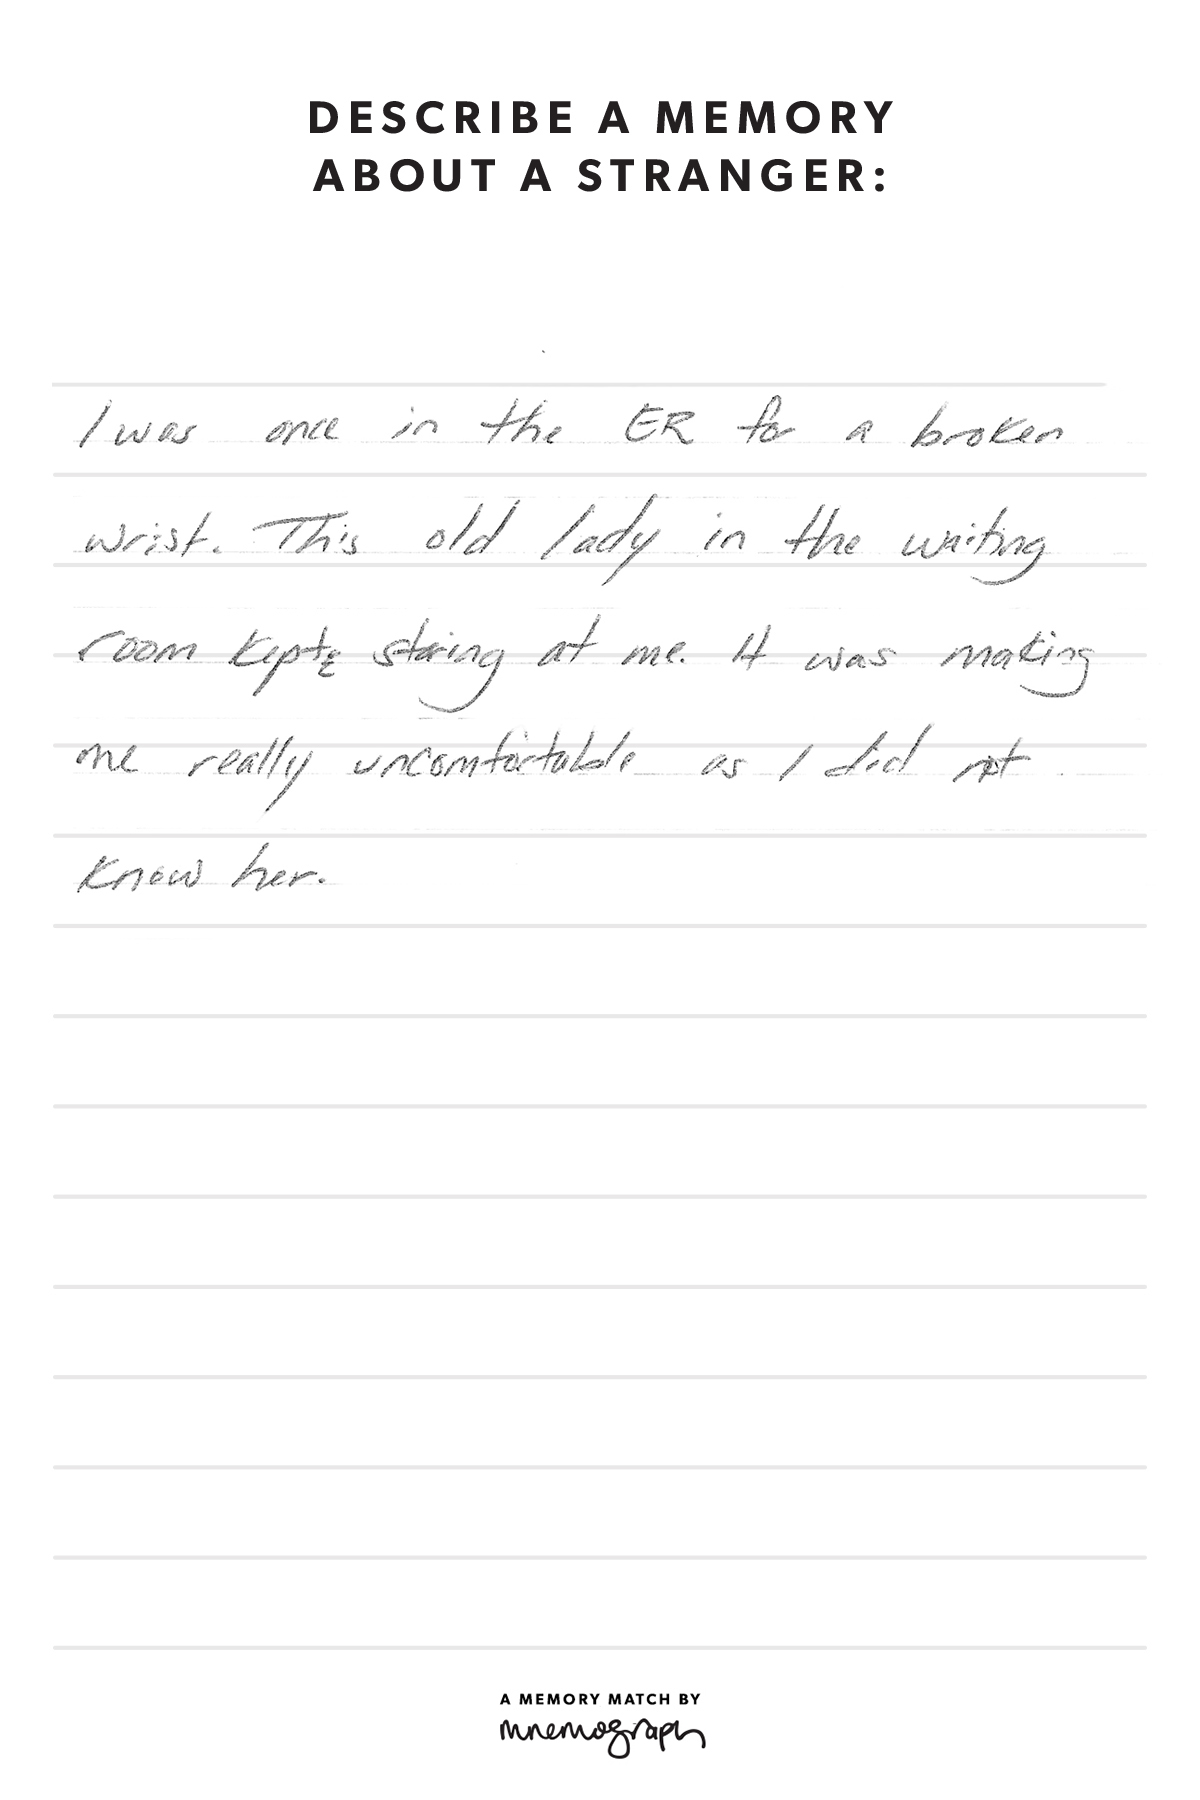 DESCRIBE A MEMORY
ABOUT A STRANGER:
I was once in the ER for a broken
wrist. This old lady in the waiting
room kept staring at me. It was making
me really uncomfortable as I did not
know her.
A MEMORY MATCH BY
mnemograph